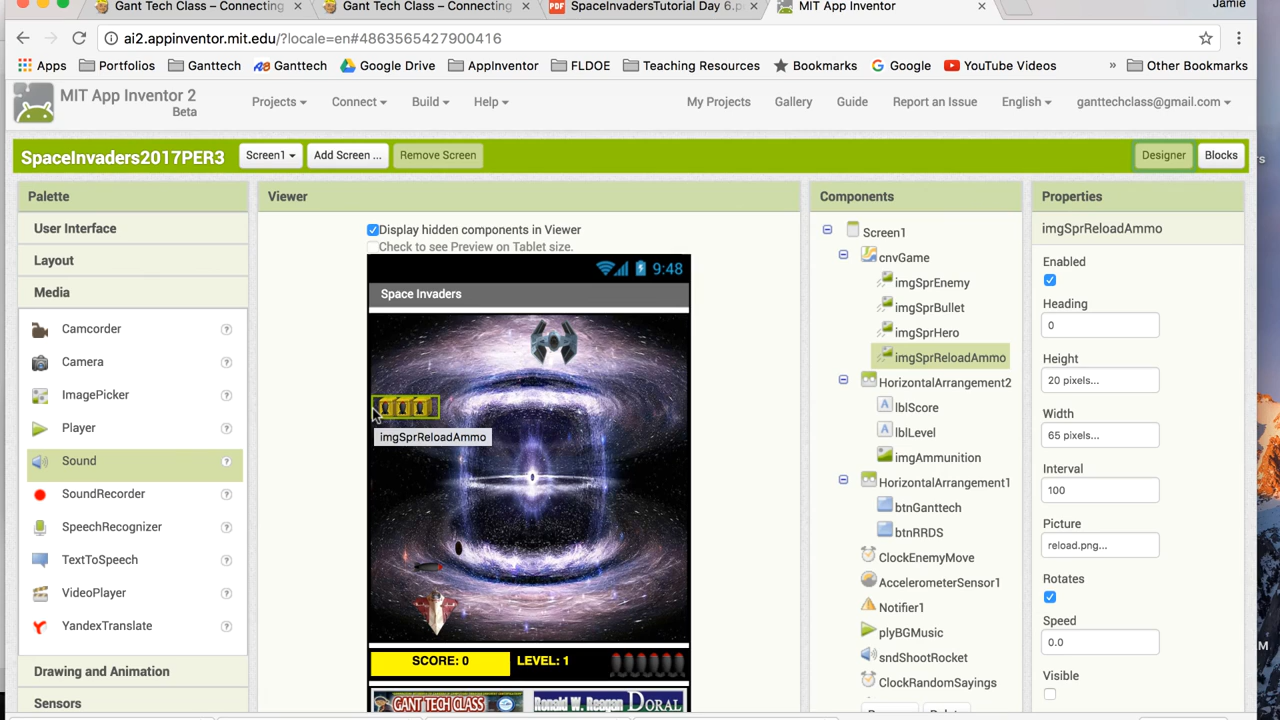 Gant Tech Class – Connecting
Gant Tech Class – Connecting
SpaceInvadersTutorial Day 6.p
MIT App Inventor
Jamie
ai2.appinventor.mit.edu/?locale=en#4863565427900416
Apps Portfolios Ganttech Ganttech Google Drive AppInventor FLDOE Teaching Resources Bookmarks Google YouTube Videos » Other Bookmarks
MIT App Inventor 2
Beta
Projects Connect Build Help
My Projects Gallery Guide Report an Issue English ganttechclass@gmail.com
SpaceInvaders2017PER3 Screen1 Add Screen ... Remove Screen Designer Blocks
Palette
User Interface
Layout
Media
Camcorder ?
Camera ?
ImagePicker ?
Player ?
Sound ?
SoundRecorder ?
SpeechRecognizer ?
TextToSpeech ?
VideoPlayer ?
YandexTranslate ?
Drawing and Animation
Sensors
Viewer
Display hidden components in Viewer
Check to see Preview on Tablet size.
9:48
Space Invaders
imgSprReloadAmmo
SCORE: 0 LEVEL: 1
GANT TECH CLASS
Ronald W. Reagan DORAL
Components
Screen1
cnvGame
imgSprEnemy
imgSprBullet
imgSprHero
imgSprReloadAmmo
HorizontalArrangement2
lblScore
lblLevel
imgAmmunition
HorizontalArrangement1
btnGanttech
btnRRDS
ClockEnemyMove
AccelerometerSensor1
Notifier1
plyBGMusic
sndShootRocket
ClockRandomSayings
Properties
imgSprReloadAmmo
Enabled
Heading
0
Height
20 pixels...
Width
65 pixels...
Interval
100
Picture
reload.png...
Rotates
Speed
0.0
Visible